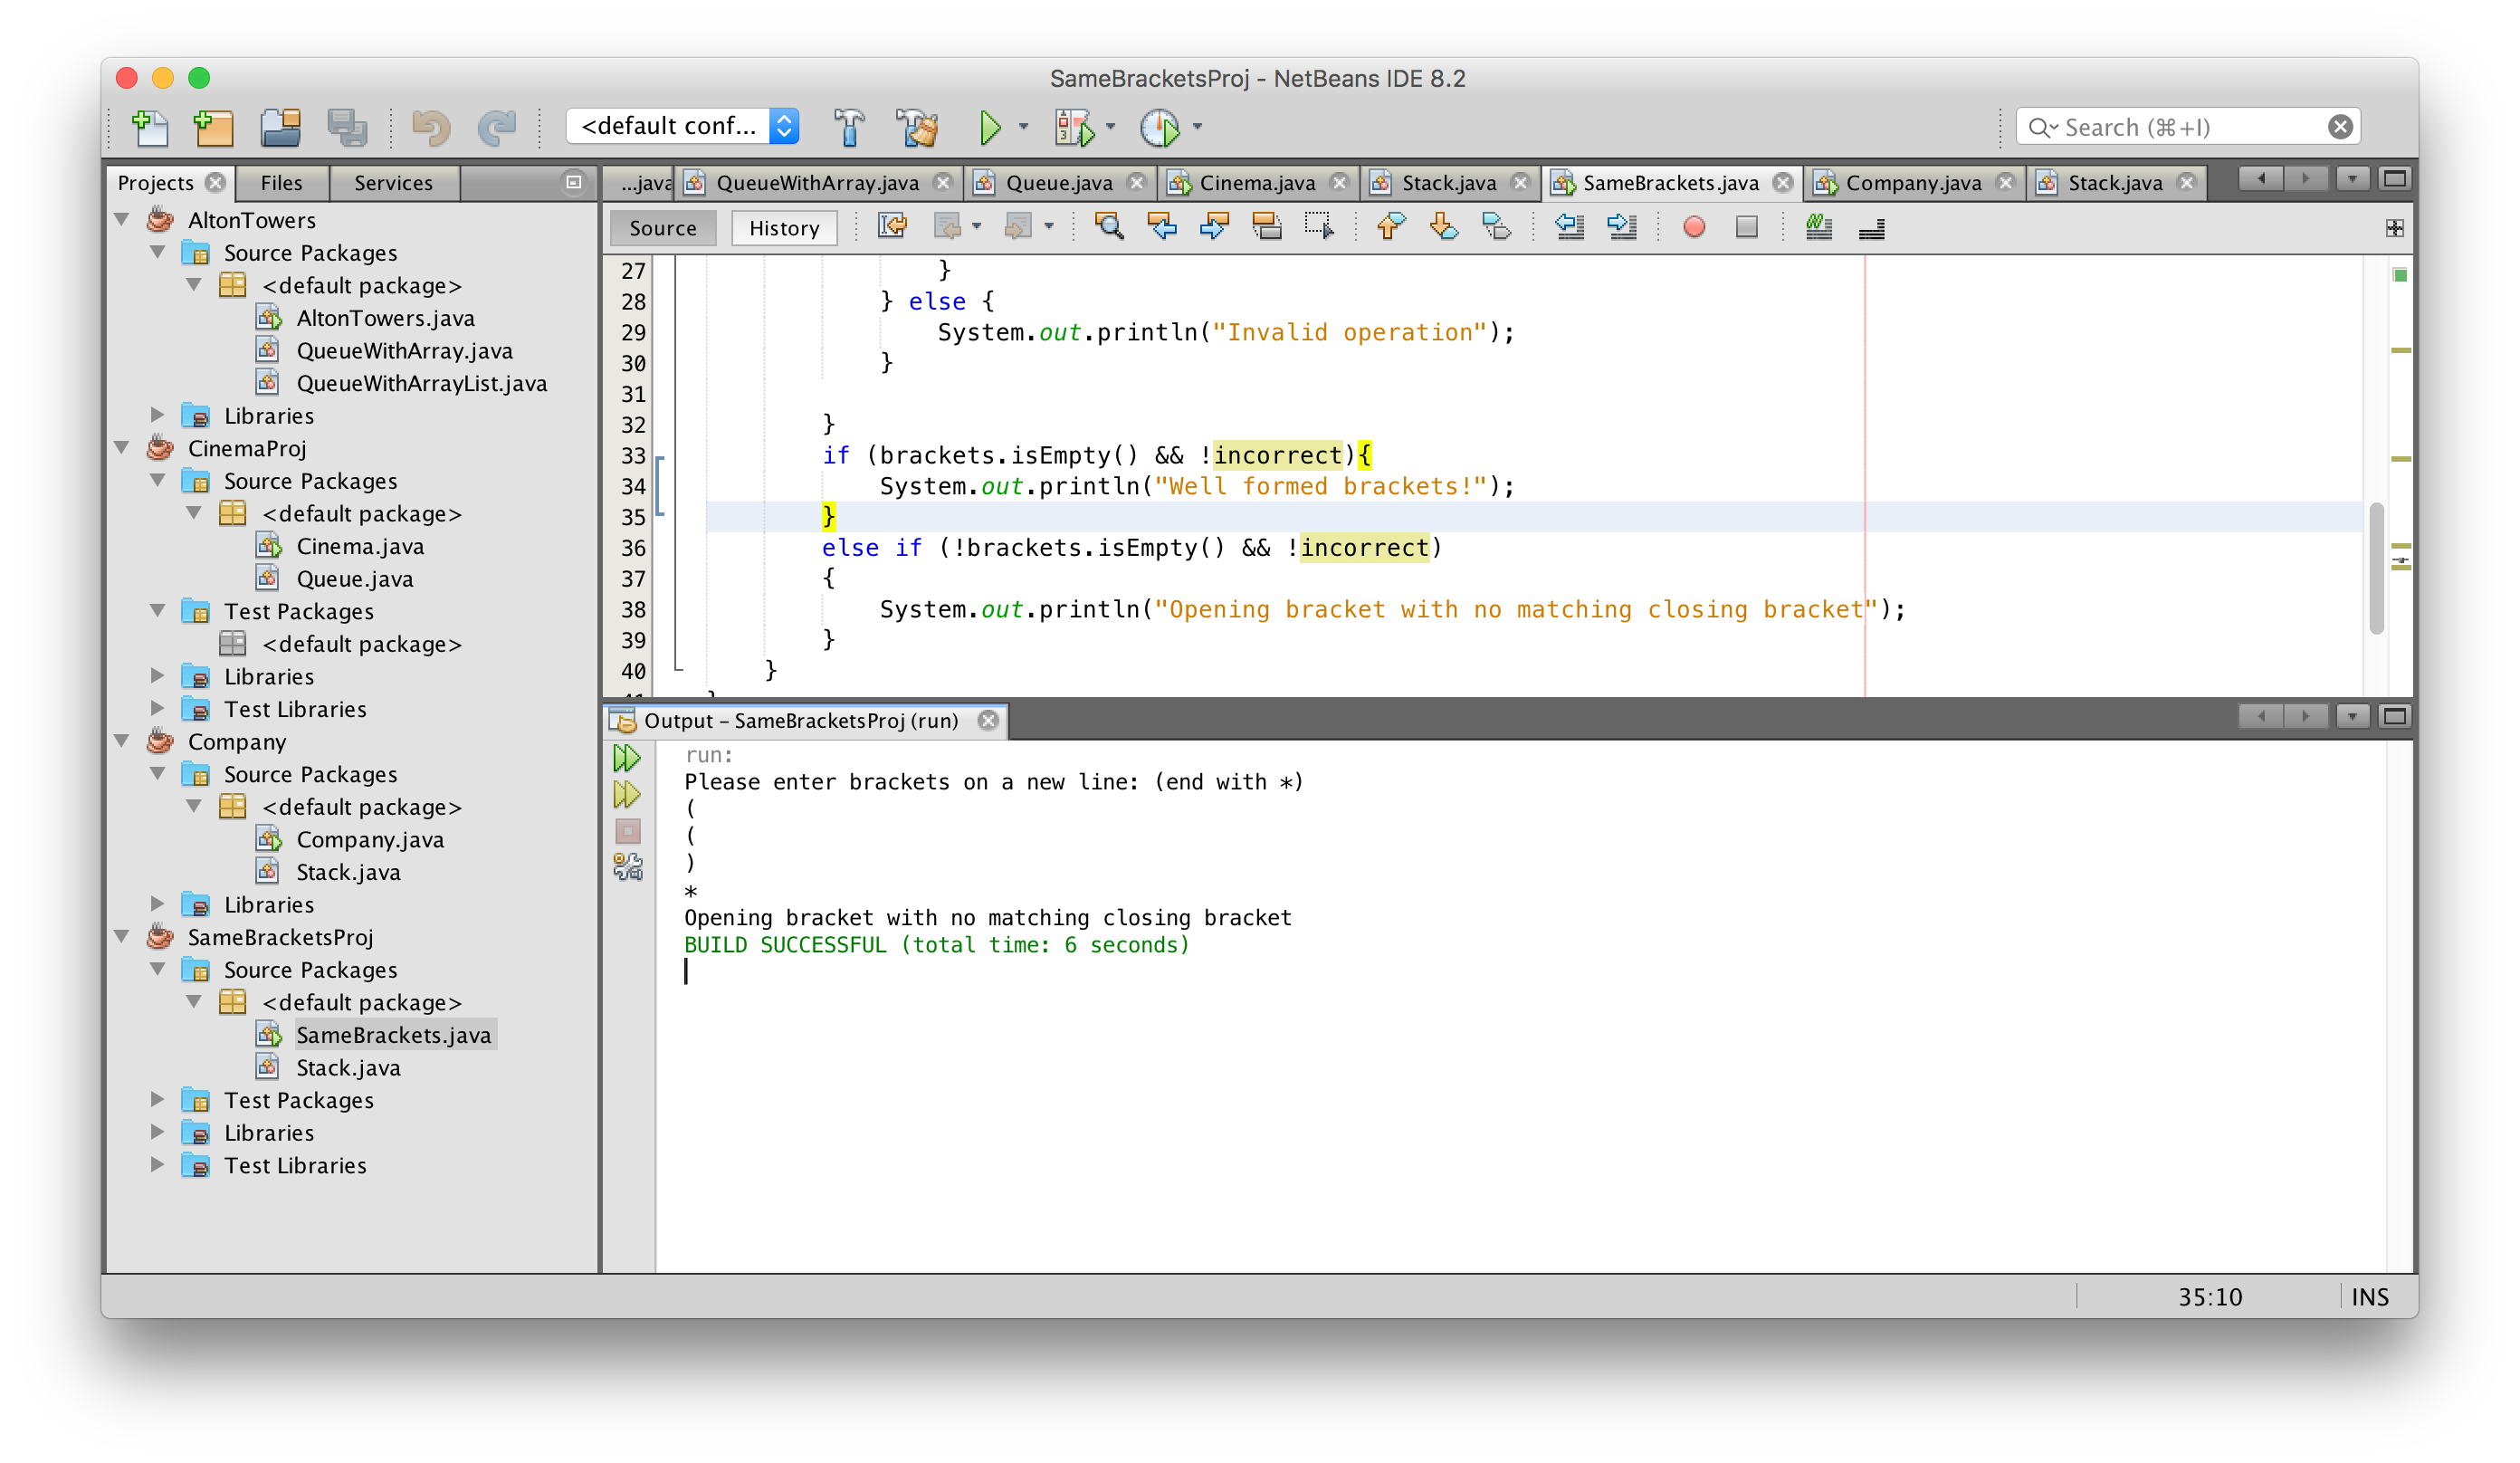 SameBracketsProj - NetBeans IDE 8.2
<default conf...
Search (⌘+I)
Projects Files Services
AltonTowers
Source Packages
<default package>
AltonTowers.java
QueueWithArray.java
QueueWithArrayList.java
Libraries
CinemaProj
Source Packages
<default package>
Cinema.java
Queue.java
Test Packages
<default package>
Libraries
Test Libraries
Company
Source Packages
<default package>
Company.java
Stack.java
Libraries
SameBracketsProj
Source Packages
<default package>
SameBrackets.java
Stack.java
Test Packages
Libraries
Test Libraries
...java QueueWithArray.java Queue.java Cinema.java Stack.java SameBrackets.java Company.java Stack.java
Source History
27 }
28 } else {
29 System.out.println("Invalid operation");
30 }
31
32 }
33 if (brackets.isEmpty() && !incorrect){
34 System.out.println("Well formed brackets!");
35 }
36 else if (!brackets.isEmpty() && !incorrect)
37 {
38 System.out.println("Opening bracket with no matching closing bracket");
39 }
40 }
Output - SameBracketsProj (run)
run:
Please enter brackets on a new line: (end with *)
(
(
)
*
Opening bracket with no matching closing bracket
BUILD SUCCESSFUL (total time: 6 seconds)
35:10 INS